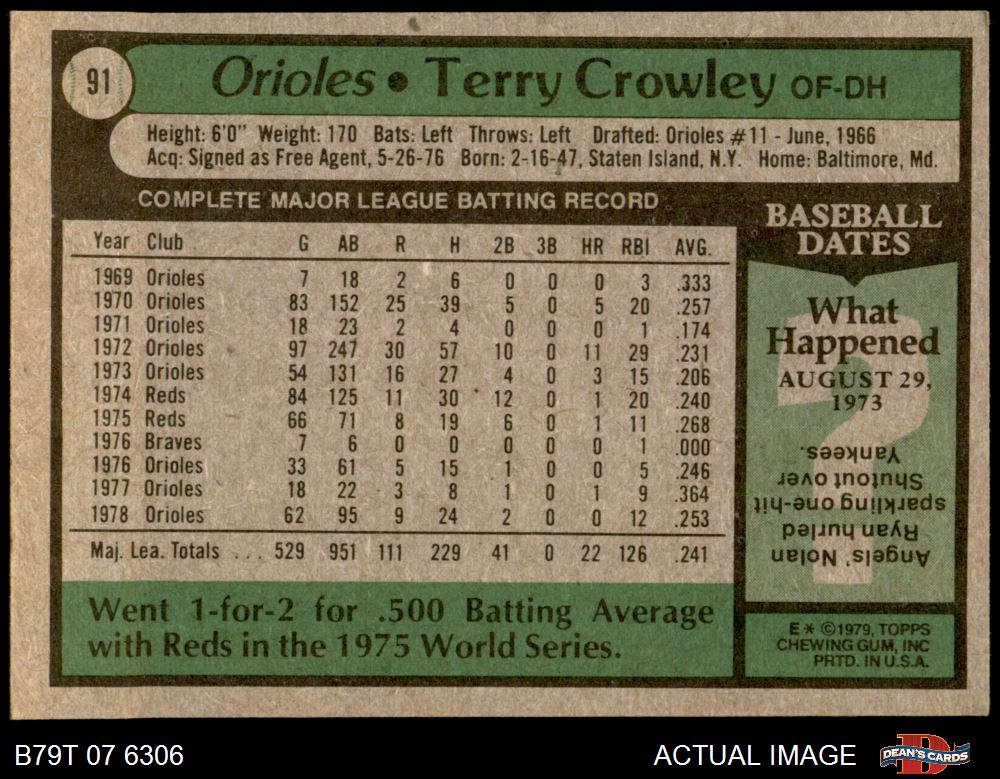 91
Orioles • Terry Crowley OF-DH
Height: 6'0" Weight: 170 Bats: Left Throws: Left Drafted: Orioles #11 - June, 1966
Acq: Signed as Free Agent, 5-26-76 Born: 2-16-47, Staten Island, N.Y. Home: Baltimore, Md.
COMPLETE MAJOR LEAGUE BATTING RECORD
Year Club G AB R H 2B 3B HR RBI AVG.
1969 Orioles 7 18 2 6 0 0 0 3 .333
1970 Orioles 83 152 25 39 5 0 5 20 .257
1971 Orioles 18 23 2 4 0 0 0 1 .174
1972 Orioles 97 247 30 57 10 0 11 29 .231
1973 Orioles 54 131 16 27 4 0 3 15 .206
1974 Reds 84 125 11 30 12 0 1 20 .240
1975 Reds 66 71 8 19 6 0 1 11 .268
1976 Braves 7 6 0 0 0 0 0 1 .000
1976 Orioles 33 61 5 15 1 0 0 5 .246
1977 Orioles 18 22 3 8 1 0 1 9 .364
1978 Orioles 62 95 9 24 2 0 0 12 .253
Maj. Lea. Totals ... 529 951 111 229 41 0 22 126 .241
Went 1-for-2 for .500 Batting Average
with Reds in the 1975 World Series.
BASEBALL
DATES
What
Happened
AUGUST 29,
1973
Angels' Nolan
Ryan hurled
sparkling one-hit
Shutout over
Yankees.
E* ©1979, TOPPS
CHEWING GUM, INC
PRTD. IN U.S.A.
B79T 07 6306
ACTUAL IMAGE
DEAN'S CARDS